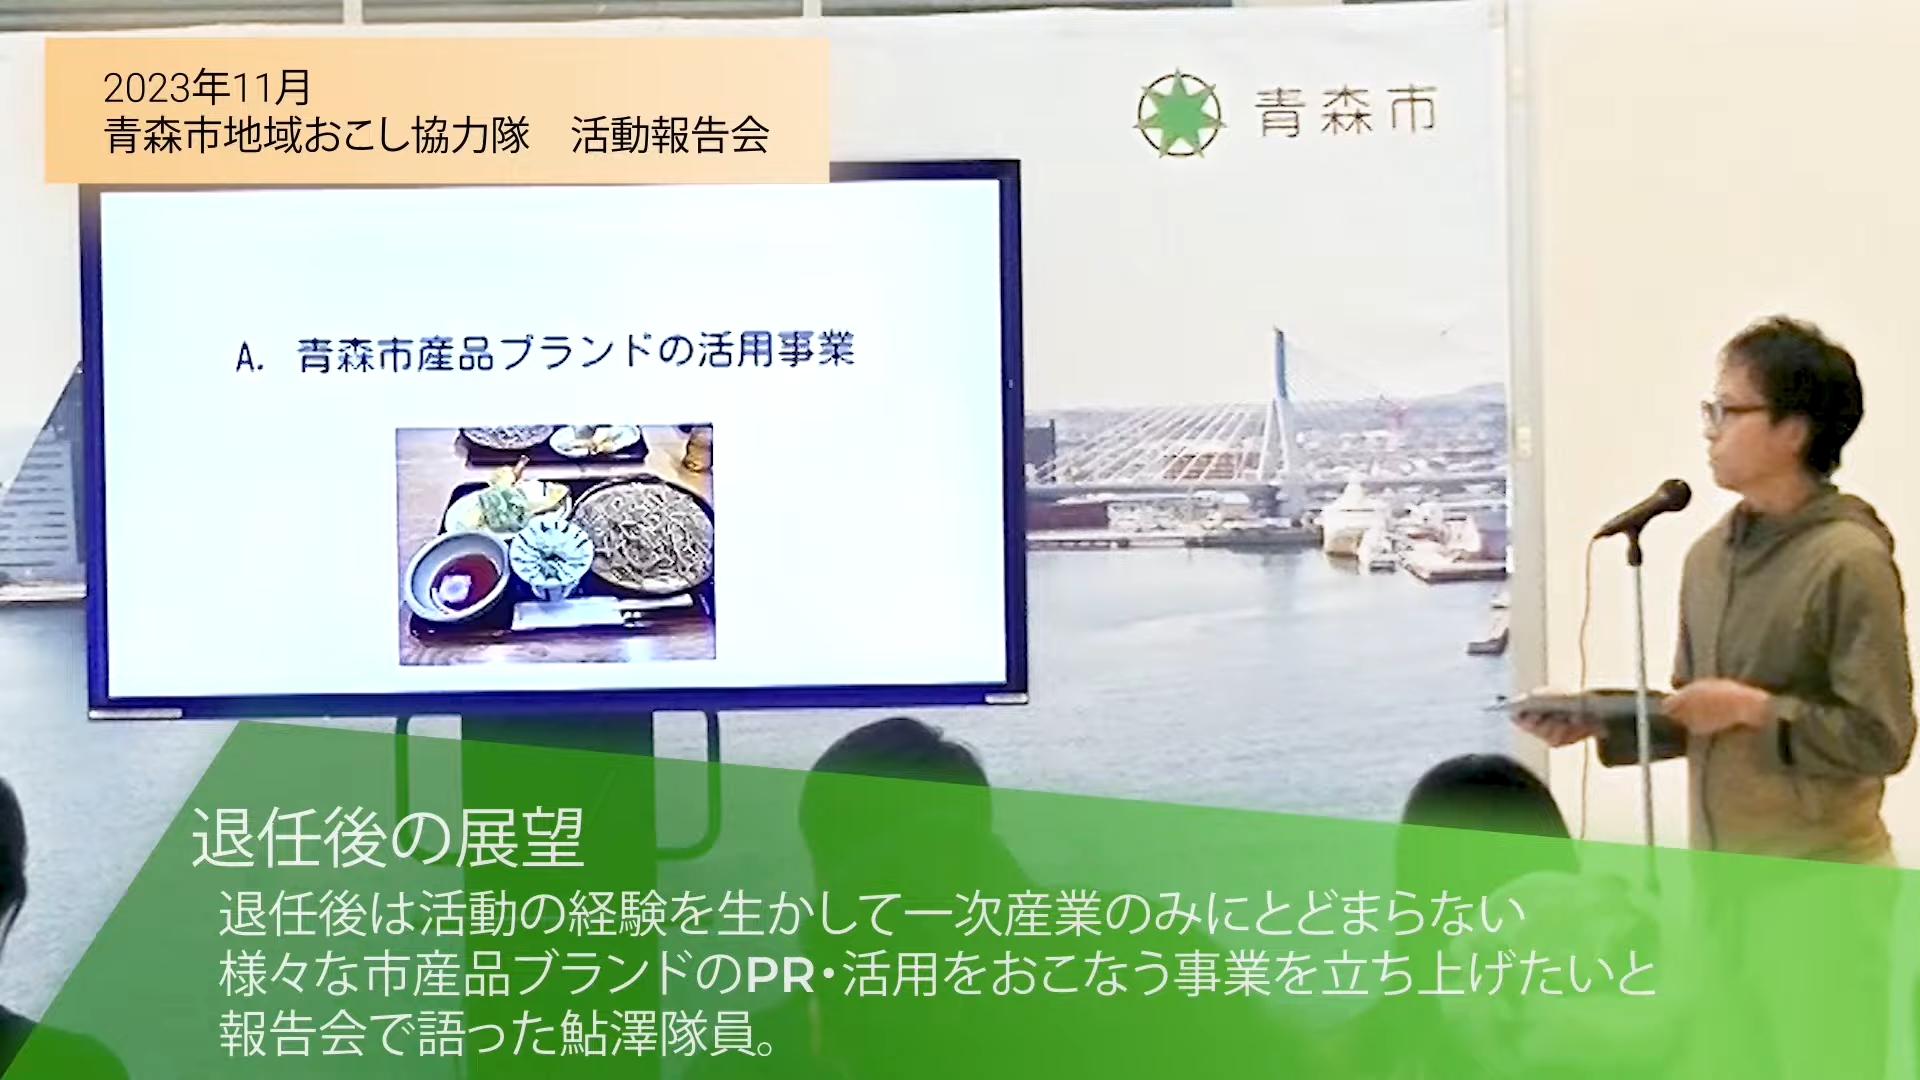 2023年11月
青森市地域おこし協力隊　活動報告会
青森市
A. 青森市産品ブランドの活用事業
退任後の展望
退任後は活動の経験を生かして一次産業のみにとどまらない
様々な市産品ブランドのPR・活用をおこなう事業を立ち上げたいと
報告会で語った鮎澤隊員。